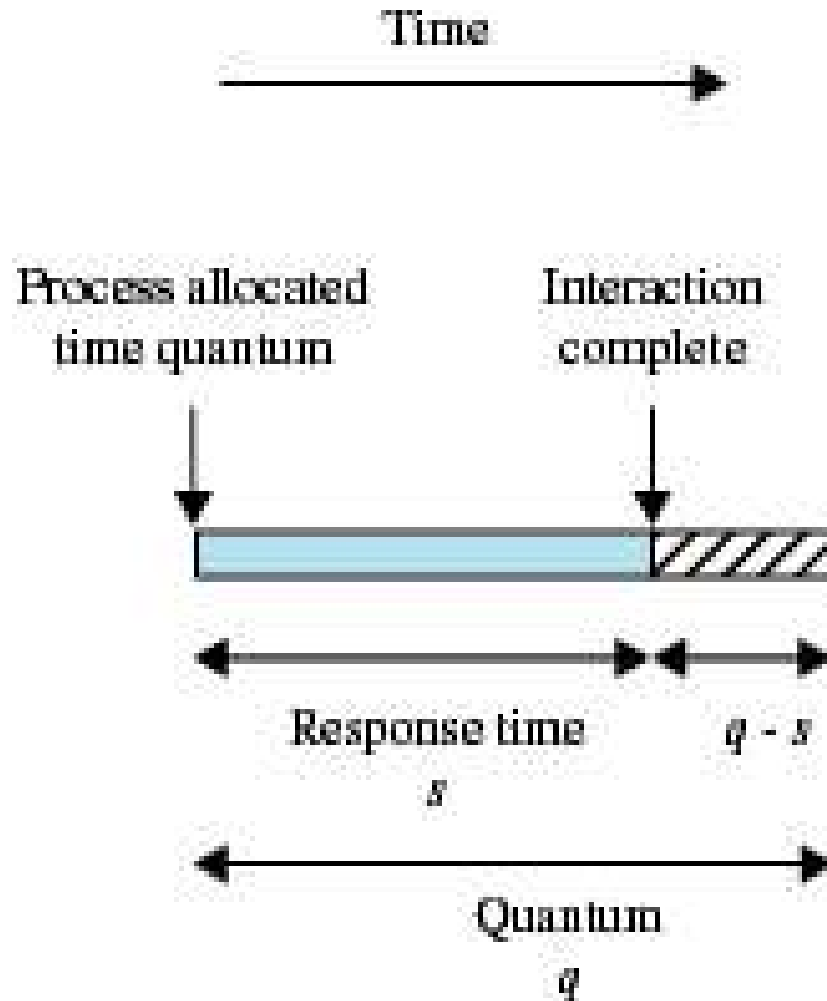 Time
Process allocated
time quantum
Interaction
complete
Response time
s
q - s
Quantum
q